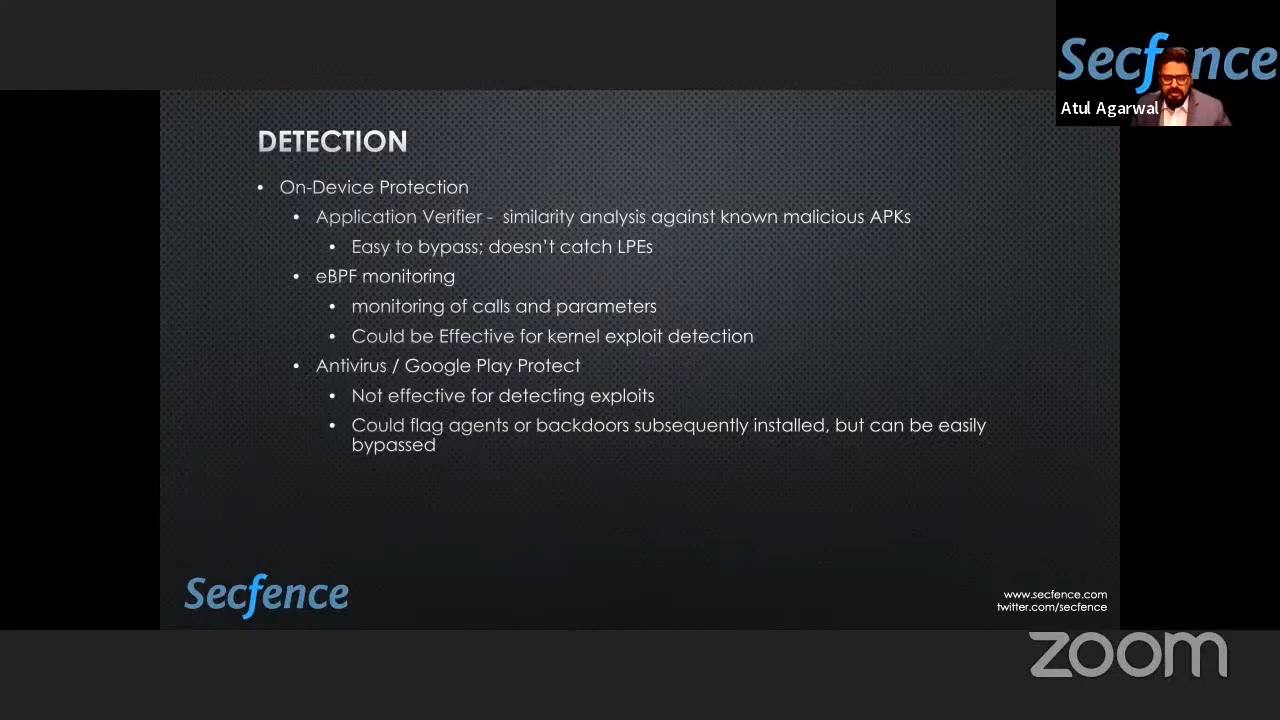 Secfence
Atul Agarwal
DETECTION
• On-Device Protection
• Application Verifier - similarity analysis against known malicious APKs
• Easy to bypass; doesn't catch LPEs
• eBPF monitoring
• monitoring of calls and parameters
• Could be Effective for kernel exploit detection
• Antivirus / Google Play Protect
• Not effective for detecting exploits
• Could flag agents or backdoors subsequently installed, but can be easily
bypassed
Secfence
www.secfence.com
twitter.com/secfence
zoom